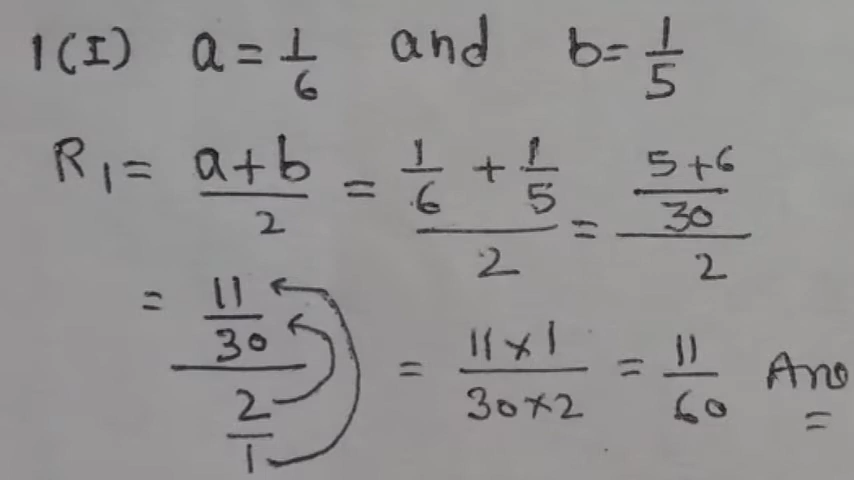 1(I) a = 1/6 and b = 1/5
R1 = (a+b)/2 = (1/6 + 1/5)/2 = ((5+6)/30)/2
= (11/30)/(2/1) = (11×1)/(30×2) = 11/60 Ans